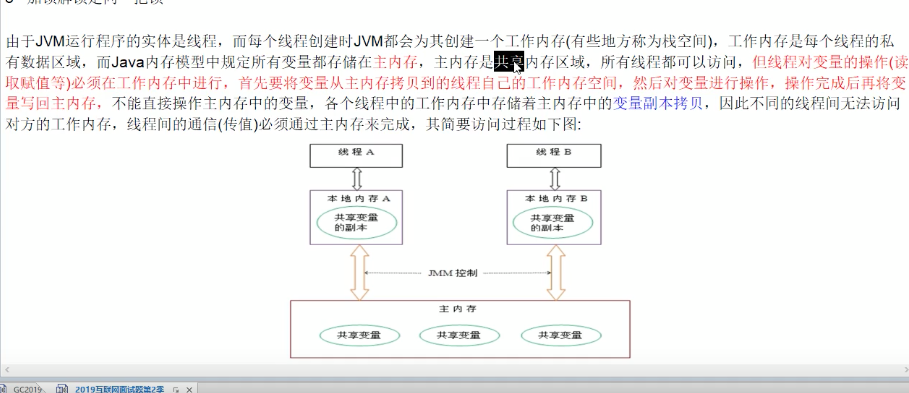 3 加锁解锁是同一把锁
由于JVM运行程序的实体是线程，而每个线程创建时JVM都会为其创建一个工作内存(有些地方称为栈空间)，工作内存是每个线程的私
有数据区域，而Java内存模型中规定所有变量都存储在主内存，主内存是共享内存区域，所有线程都可以访问，但线程对变量的操作(读
取赋值等)必须在工作内存中进行，首先要将变量从主内存拷贝到的线程自己的工作内存空间，然后对变量进行操作，操作完成后再将变
量写回主内存，不能直接操作主内存中的变量，各个线程中的工作内存中存储着主内存中的变量副本拷贝，因此不同的线程间无法访问
对方的工作内存，线程间的通信(传值)必须通过主内存来完成，其简要访问过程如下图:
线程 A
线程 B
本地内存 A
本地内存 B
共享变量
的副本
共享变量
的副本
JMM 控制
主内存
共享变量
共享变量
共享变量
GC2019
2019互联网面试题第2季